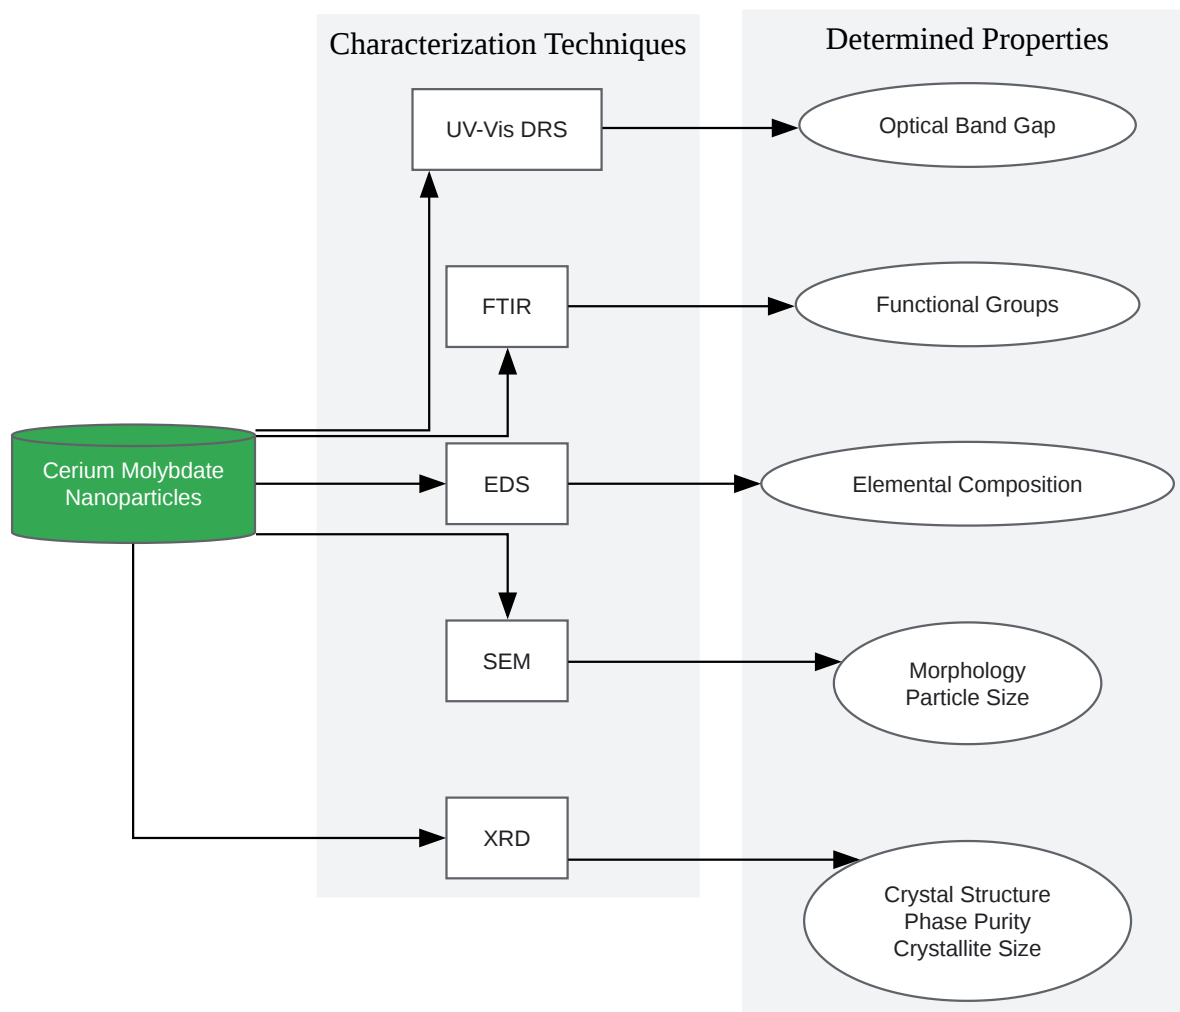 Characterization Techniques
Determined Properties
UV-Vis DRS
Optical Band Gap
FTIR
Functional Groups
Cerium Molybdate
Nanoparticles
EDS
Elemental Composition
SEM
Morphology
Particle Size
XRD
Crystal Structure
Phase Purity
Crystallite Size